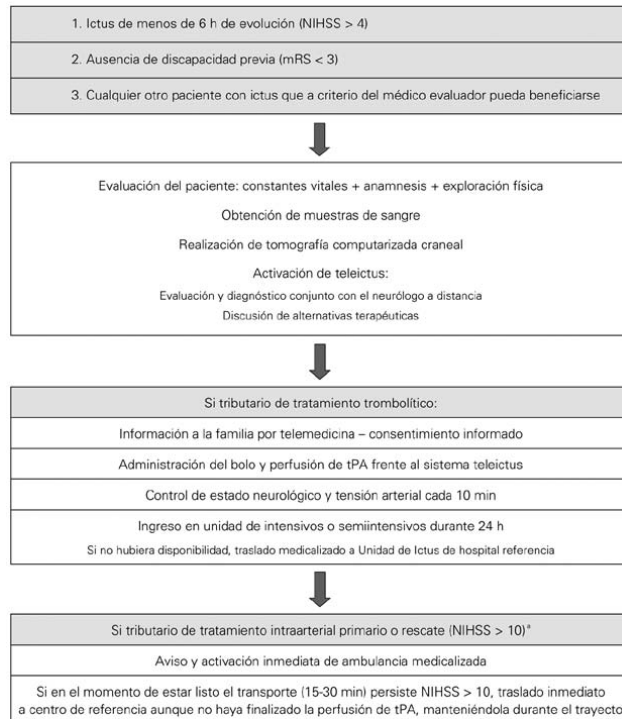 1. Ictus de menos de 6 h de evolución (NIHSS > 4)
2. Ausencia de discapacidad previa (mRS < 3)
3. Cualquier otro paciente con ictus que a criterio del médico evaluador pueda beneficiarse
Evaluación del paciente: constantes vitales + anamnesis + exploración física
Obtención de muestras de sangre
Realización de tomografía computarizada craneal
Activación de teleictus:
Evaluación y diagnóstico conjunto con el neurólogo a distancia
Discusión de alternativas terapéuticas
Si tributario de tratamiento trombolítico:
Información a la familia por telemedicina – consentimiento informado
Administración del bolo y perfusión de tPA frente al sistema teleictus
Control de estado neurológico y tensión arterial cada 10 min
Ingreso en unidad de intensivos o semiintensivos durante 24 h
Si no hubiera disponibilidad, traslado medicalizado a Unidad de Ictus de hospital referencia
Si tributario de tratamiento intraarterial primario o rescate (NIHSS > 10)*
Aviso y activación inmediata de ambulancia medicalizada
Si en el momento de estar listo el transporte (15-30 min) persiste NIHSS > 10, traslado inmediato
a centro de referencia aunque no haya finalizado la perfusión de tPA, manteniéndola durante el trayecto